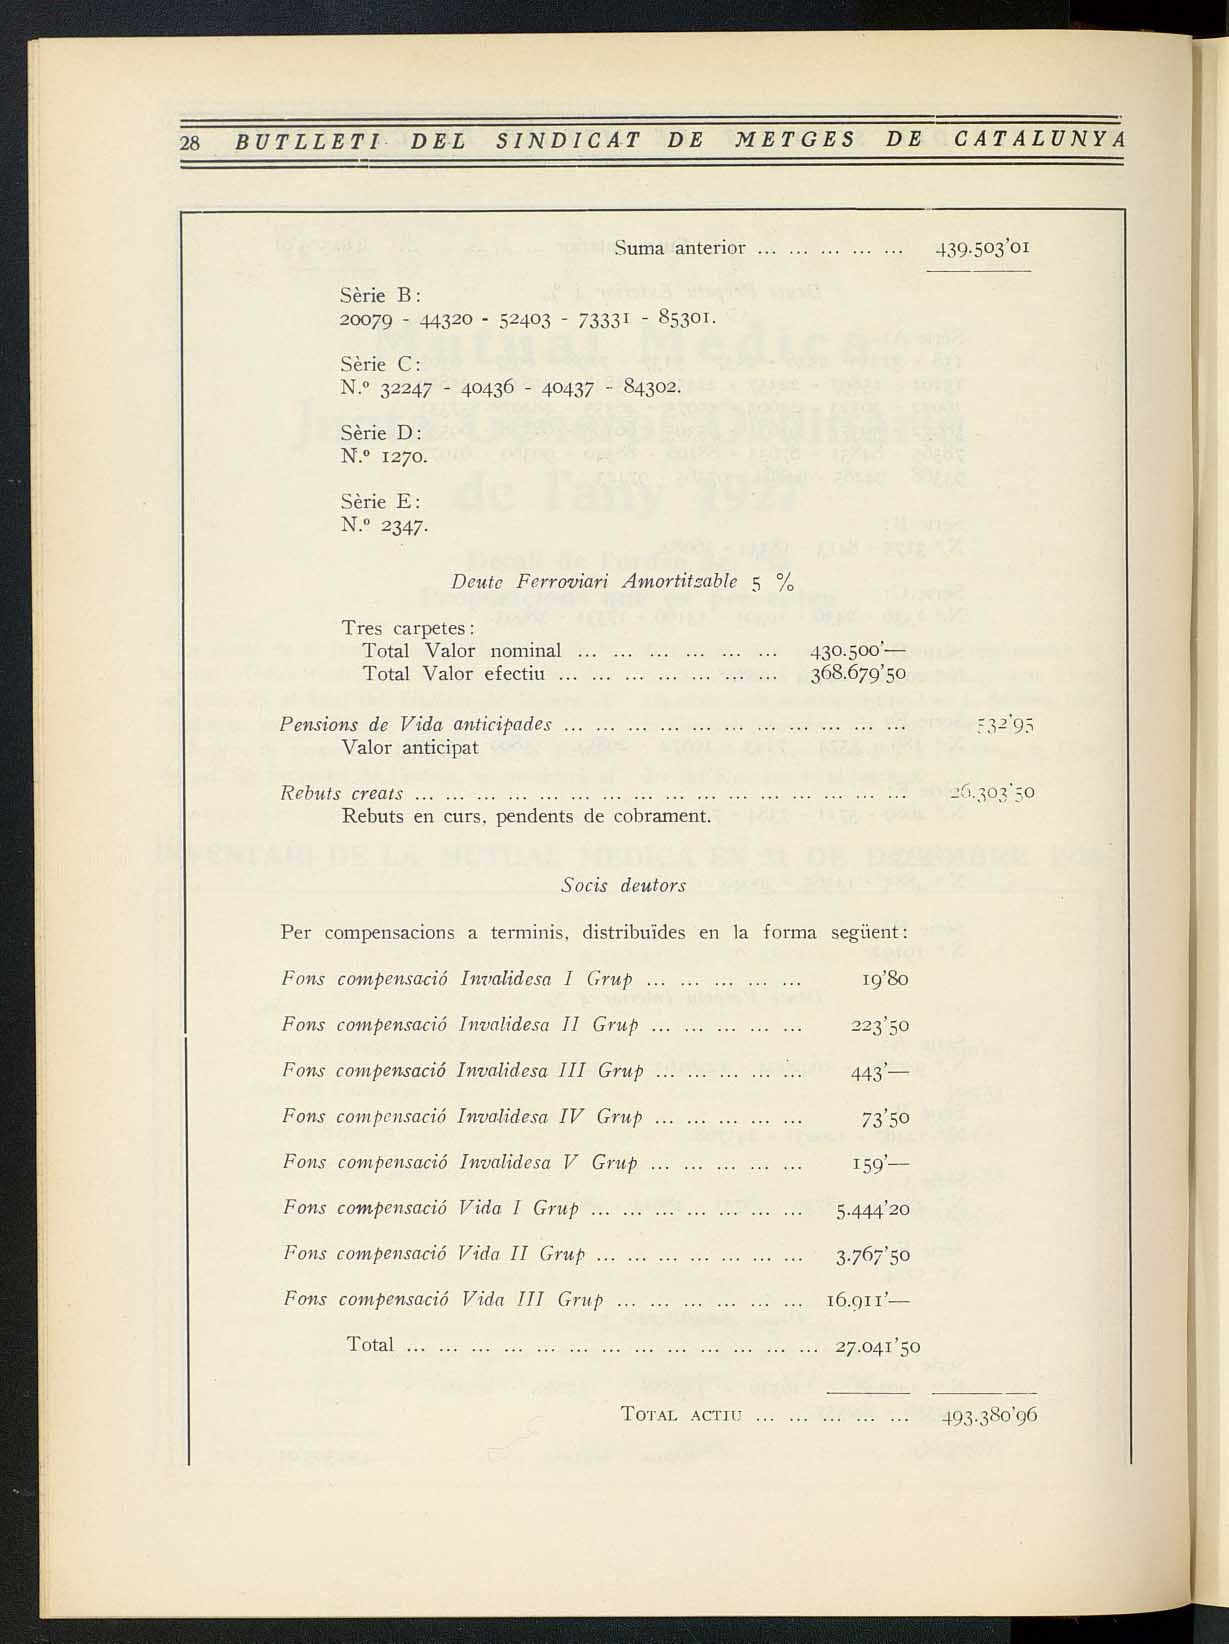 28 BUTLLETI DEL SINDICAT DE METGES DE CATALUNYA
Suma anterior ... ... ... ... ... 439.503'01
Sèrie B:
20079 - 44320 - 52403 - 73331 - 85301.
Sèrie C:
N.º 32247 - 40436 - 40437 - 84302.
Sèrie D:
N.º 1270.
Sèrie E:
N.º 2347.
Deute Ferroviari Amortitzable 5 %
Tres carpetes:
Total Valor nominal ... ... ... ... ... ... 430.500'—
Total Valor efectiu ... ... ... ... ... ... ... 368.679'50
Pensions de Vida anticipades ... ... ... ... ... ... ... ... ... ... ... 532'95
Valor anticipat
Rebuts creats ... ... ... ... ... ... ... ... ... ... ... ... ... ... ... ... 26.303'50
Rebuts en curs, pendents de cobrament.
Socis deutors
Per compensacions a terminis, distribuïdes en la forma següent:
Fons compensació Invalidesa I Grup ... ... ... ... ... 19'80
Fons compensació Invalidesa II Grup ... ... ... ... ... 223'50
Fons compensació Invalidesa III Grup ... ... ... ... ... 443'—
Fons compensació Invalidesa IV Grup ... ... ... ... ... 73'50
Fons compensació Invalidesa V Grup ... ... ... ... ... 159'—
Fons compensació Vida I Grup ... ... ... ... ... ... ... 5.444'20
Fons compensació Vida II Grup ... ... ... ... ... ... ... 3.767'50
Fons compensació Vida III Grup ... ... ... ... ... ... 16.911'—
Total ... ... ... ... ... ... ... ... ... ... ... ... ... 27.041'50
TOTAL ACTIU ... ... ... ... ... 493.380'96